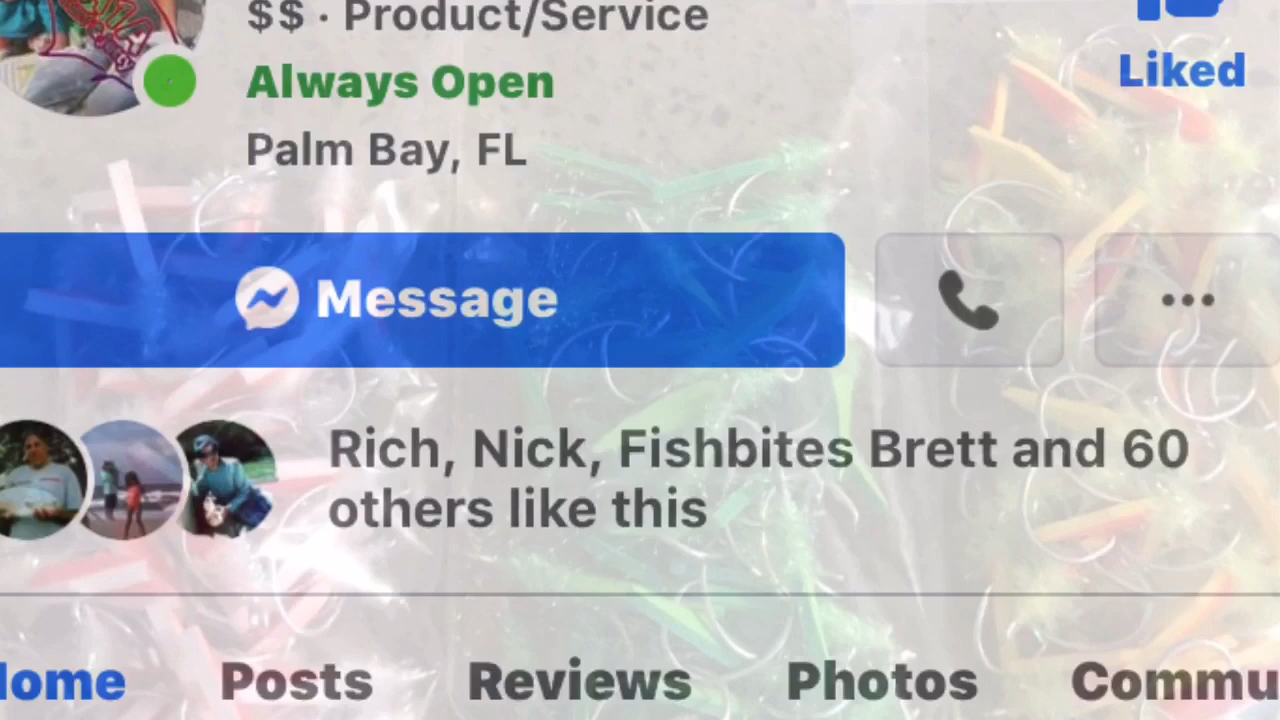 $$ · Product/Service
Liked
Always Open
Palm Bay, FL
Message
Rich, Nick, Fishbites Brett and 60
others like this
Home
Posts
Reviews
Photos
Commu